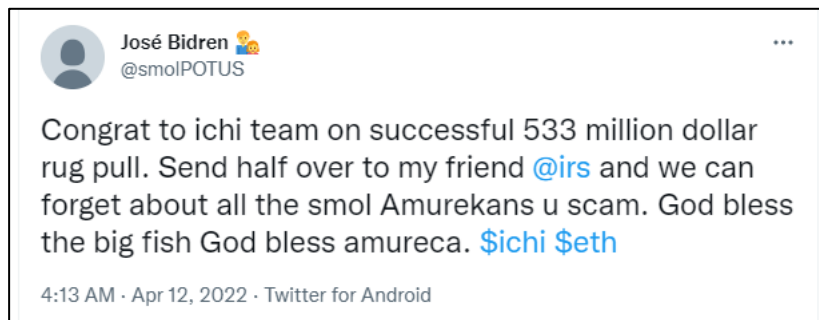 José Bidren 👨‍👧
@smolPOTUS
Congrat to ichi team on successful 533 million dollar
rug pull. Send half over to my friend @irs and we can
forget about all the smol Amurekans u scam. God bless
the big fish God bless amureca. $ichi $eth
4:13 AM · Apr 12, 2022 · Twitter for Android